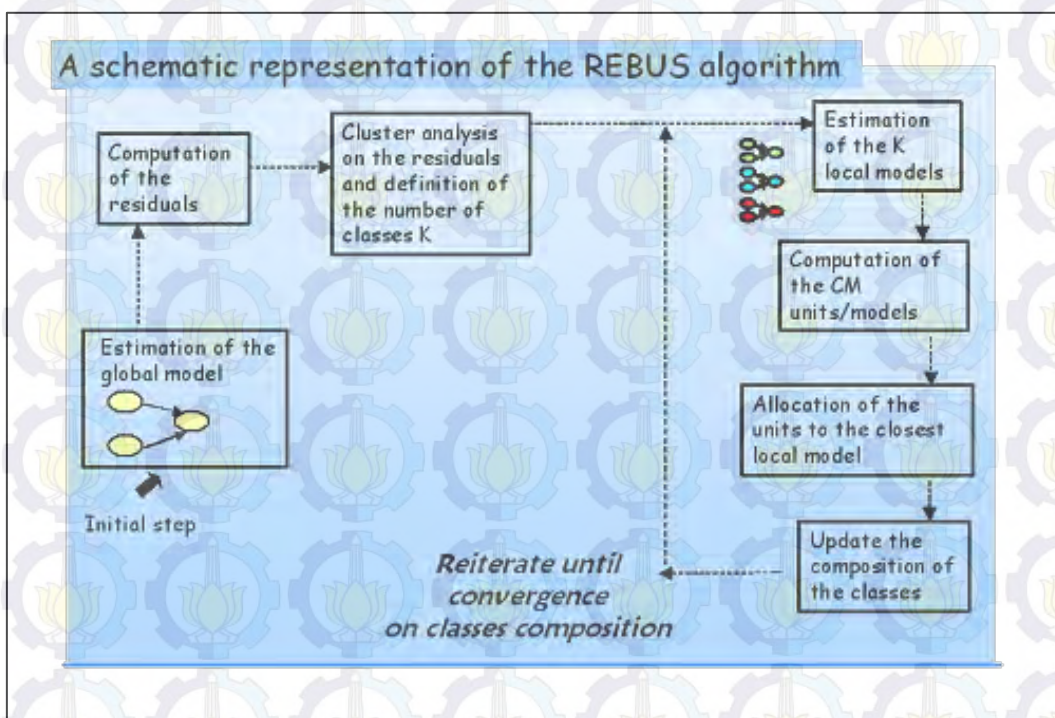 A schematic representation of the REBUS algorithm
Computation
of the
residuals
Cluster analysis
on the residuals
and definition of
the number of
classes K
Estimation
of the K
local models
Computation of
the CM
units/models
Estimation of the
global model
Allocation of the
units to the closest
local model
Initial step
Update the
composition of
the classes
Reiterate until
convergence
on classes composition